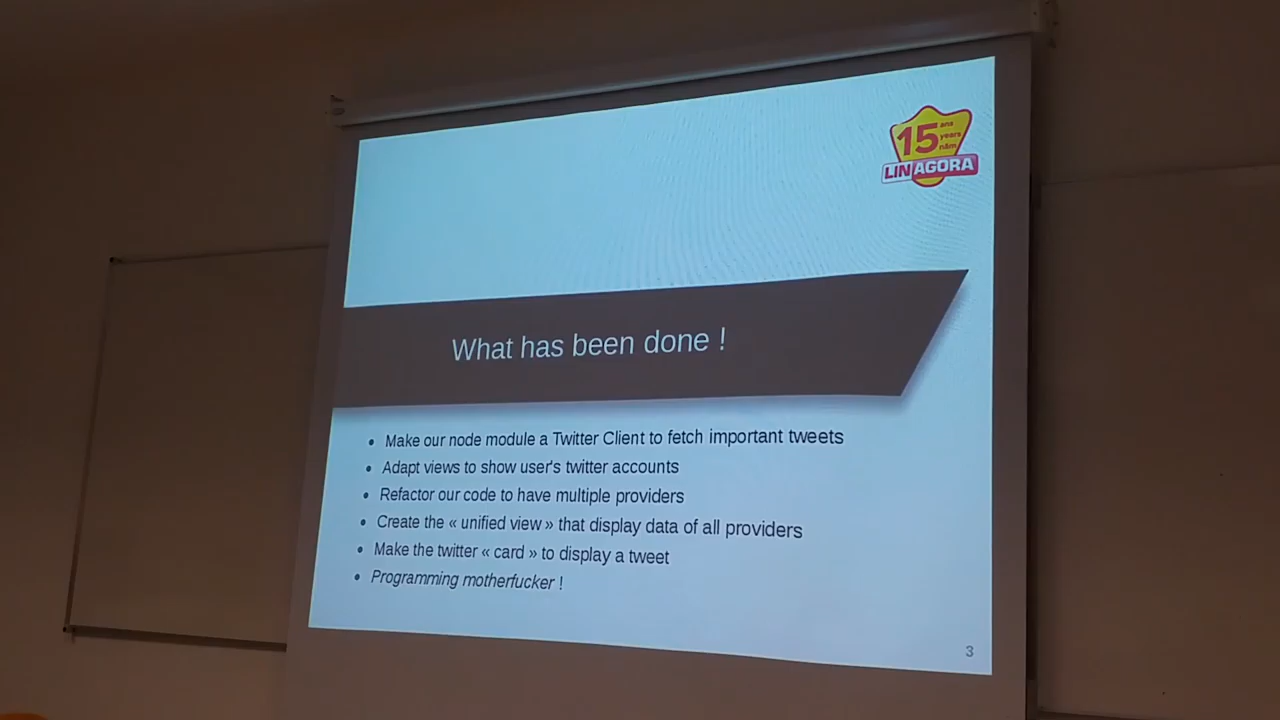 15 ans
years
năm
LINAGORA
What has been done !
• Make our node module a Twitter Client to fetch important tweets
• Adapt views to show user's twitter accounts
• Refactor our code to have multiple providers
• Create the « unified view » that display data of all providers
• Make the twitter « card » to display a tweet
• Programming motherfucker !
3